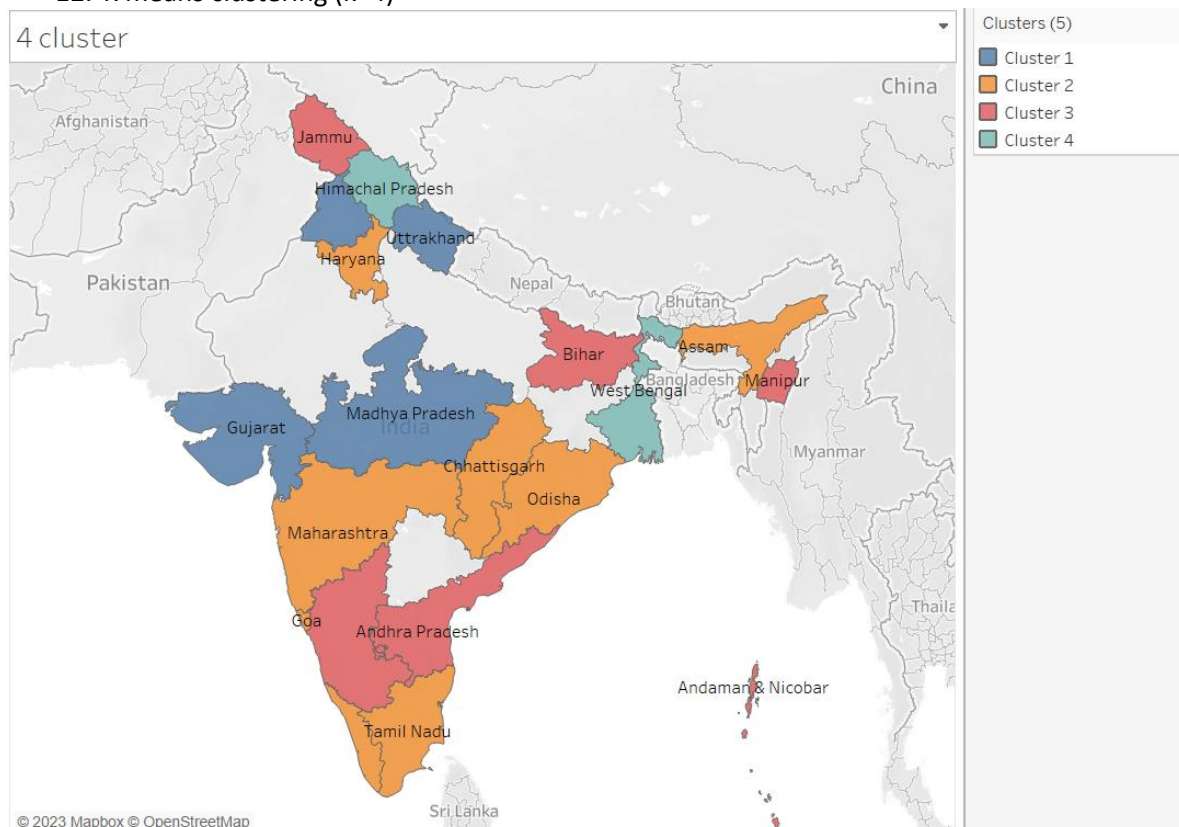 4 cluster
Clusters (5)
Cluster 1
Cluster 2
Cluster 3
Cluster 4
China
Afghanistan
Jammu
Himachal Pradesh
Uttrakhand
Haryana
Pakistan
Nepal
Bhutan
Assam
Bihar
Manipur
West Bengal
Bangladesh
Madhya Pradesh
Gujarat
India
Myanmar
Chhattisgarh
Odisha
Maharashtra
Goa
Andhra Pradesh
Thaila
Andaman & Nicobar
Tamil Nadu
Sri Lanka
© 2023 Mapbox © OpenStreetMap